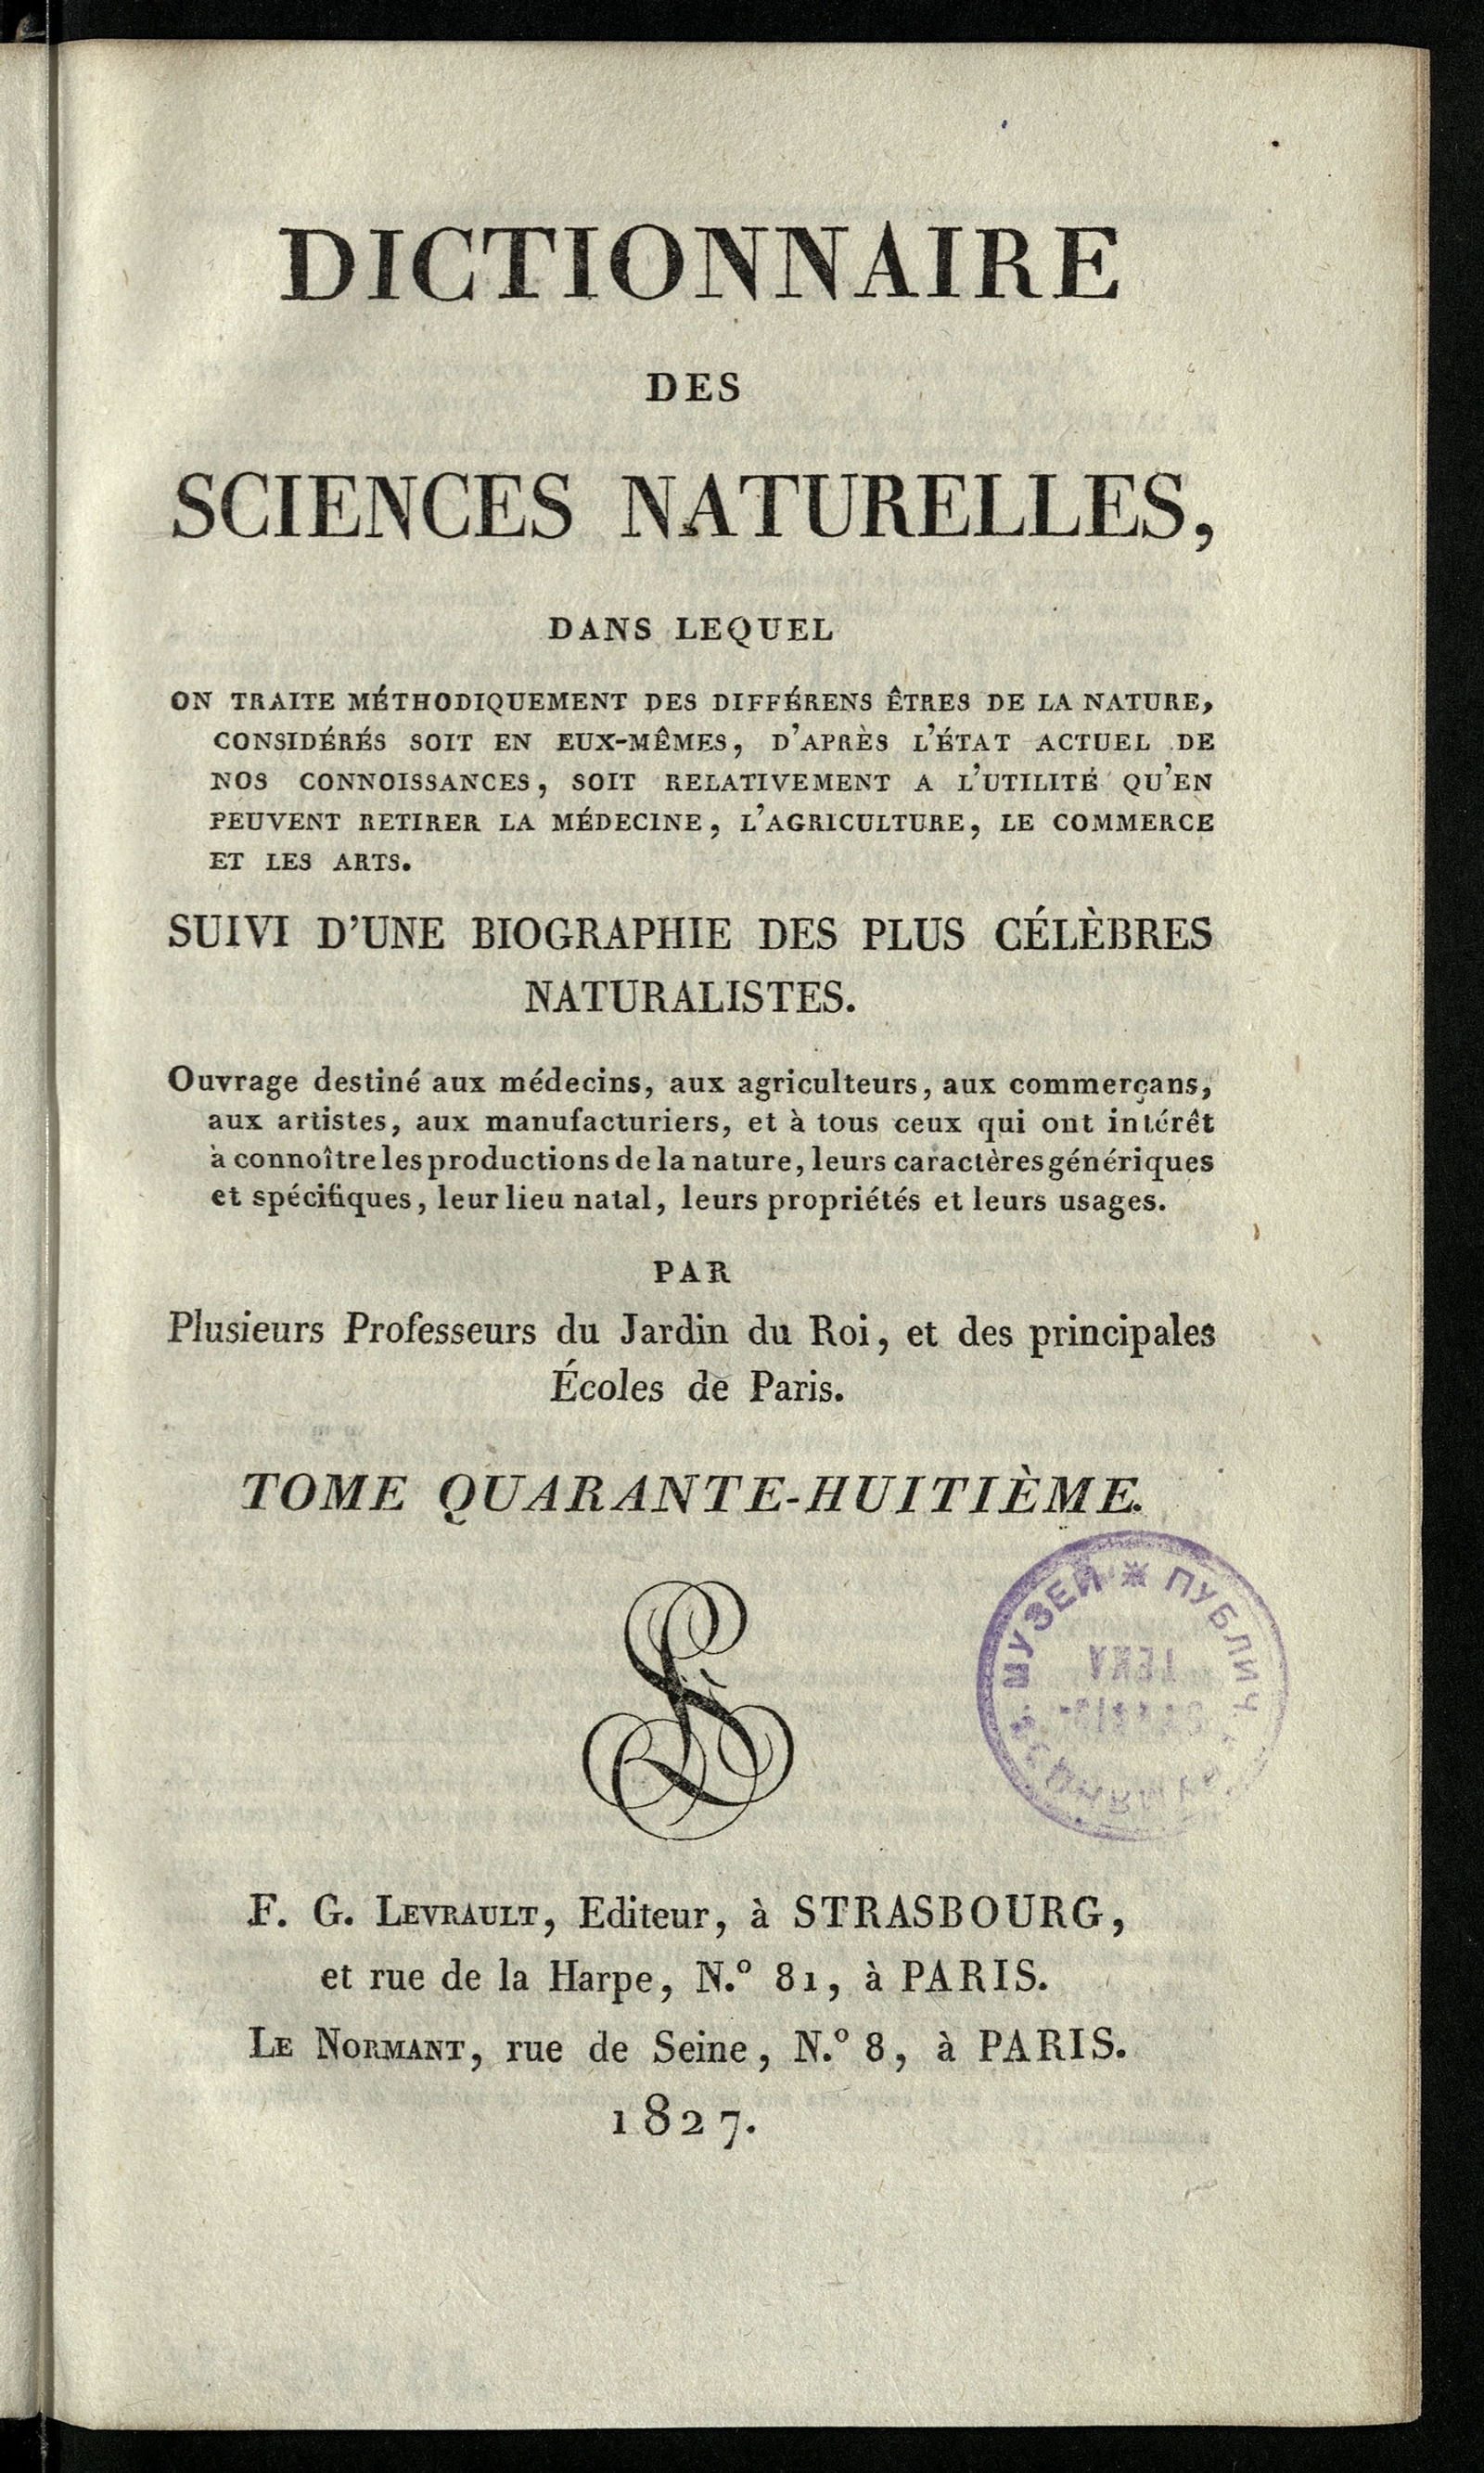 DICTIONNAIRE
DES
SCIENCES NATURELLES,
DANS LEQUEL
ON TRAITE MÉTHODIQUEMENT DES DIFFÉRENS ÊTRES DE LA NATURE,
CONSIDÉRÉS SOIT EN EUX-MÊMES, D'APRÈS L'ÉTAT ACTUEL DE
NOS CONNOISSANCES, SOIT RELATIVEMENT A L'UTILITÉ QU'EN
PEUVENT RETIRER LA MÉDECINE, L'AGRICULTURE, LE COMMERCE
ET LES ARTS.
SUIVI D'UNE BIOGRAPHIE DES PLUS CÉLÈBRES
NATURALISTES.
Ouvrage destiné aux médecins, aux agriculteurs, aux commerçans,
aux artistes, aux manufacturiers, et à tous ceux qui ont intérêt
à connoître les productions de la nature, leurs caractères génériques
et spécifiques, leur lieu natal, leurs propriétés et leurs usages.
PAR
Plusieurs Professeurs du Jardin du Roi, et des principales
Écoles de Paris.
TOME QUARANTE-HUITIÈME.
МУЗЕЙ * ПУБЛИЧ
F. G. LEVRAULT, Editeur, à STRASBOURG,
et rue de la Harpe, N.° 81, à PARIS.
LE NORMANT, rue de Seine, N.° 8, à PARIS.
1827.